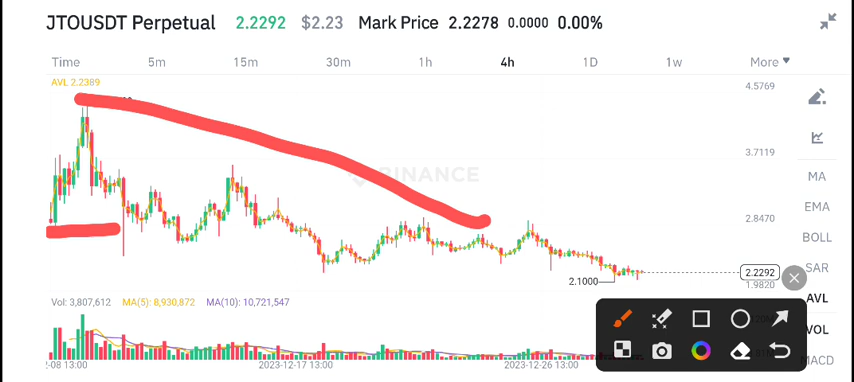 JTOUSDT Perpetual 2.2292 $2.23 Mark Price 2.2278 0.0000 0.00%
Time 5m 15m 30m 1h 4h 1D 1w More
AVL 2.2389
4.5769
3.7119
BINANCE
MA
2.8470
EMA
BOLL
2.2292
SAR
2.1000
1.9820
AVL
Vol: 3,807,612 MA(5): 8,930,872 MA(10): 10,721,547
VOL
MACD
-08 13:00 2023-12-17 13:00 2023-12-26 13:00